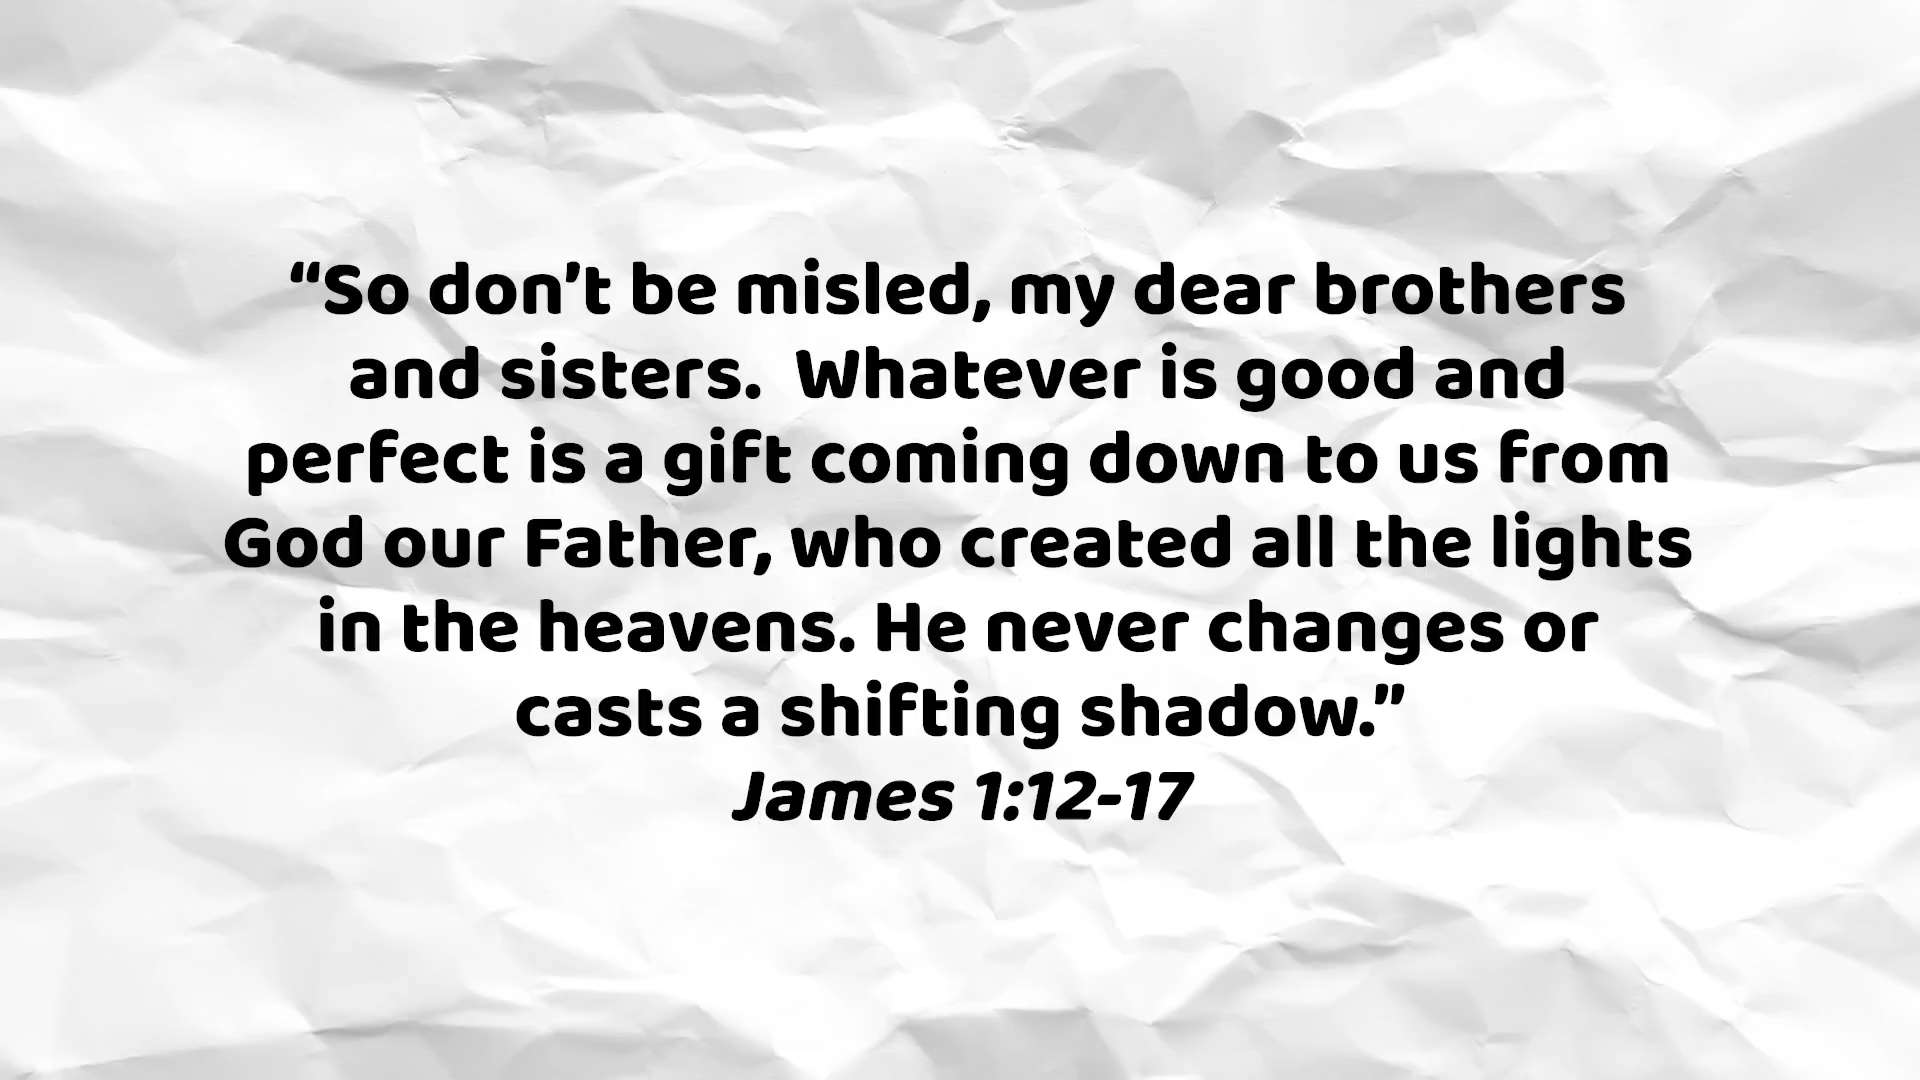 “So don’t be misled, my dear brothers
and sisters.  Whatever is good and
perfect is a gift coming down to us from
God our Father, who created all the lights
in the heavens. He never changes or
casts a shifting shadow.”
James 1:12-17